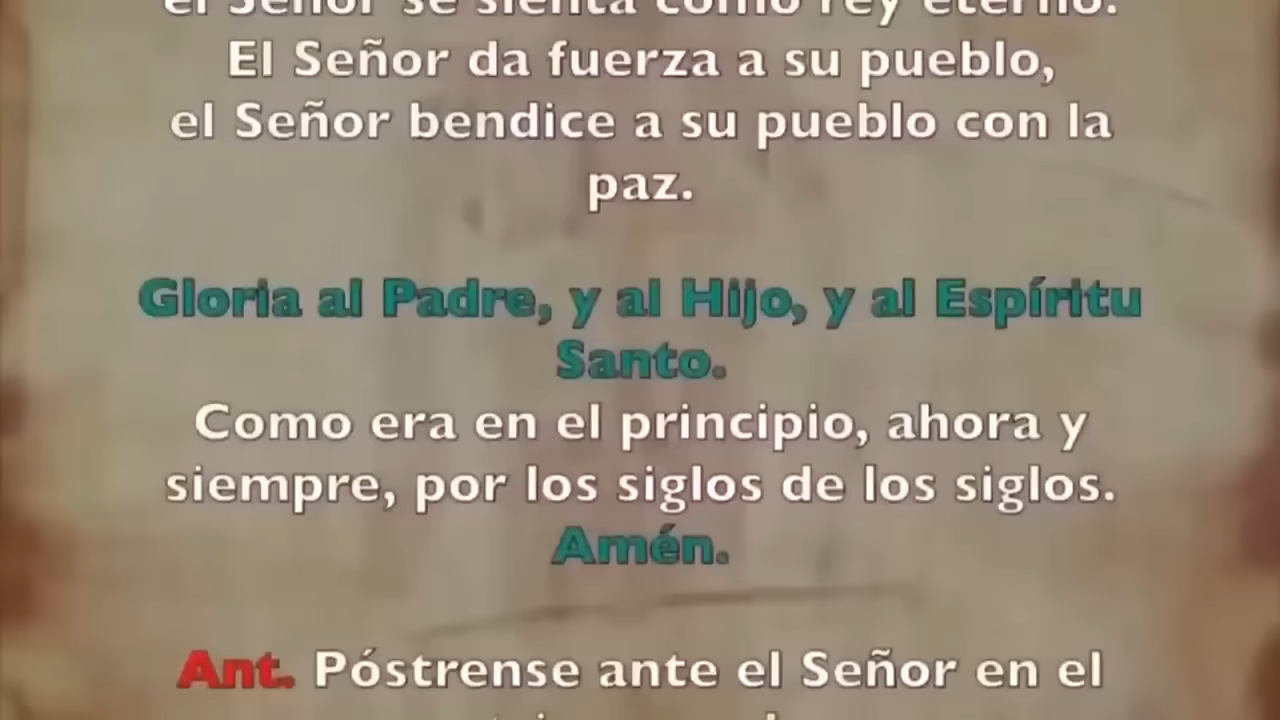 el Señor se sienta como rey eterno.
El Señor da fuerza a su pueblo,
el Señor bendice a su pueblo con la
paz.
Gloria al Padre, y al Hijo, y al Espíritu
Santo.
Como era en el principio, ahora y
siempre, por los siglos de los siglos.
Amén.
Ant. Póstrense ante el Señor en el